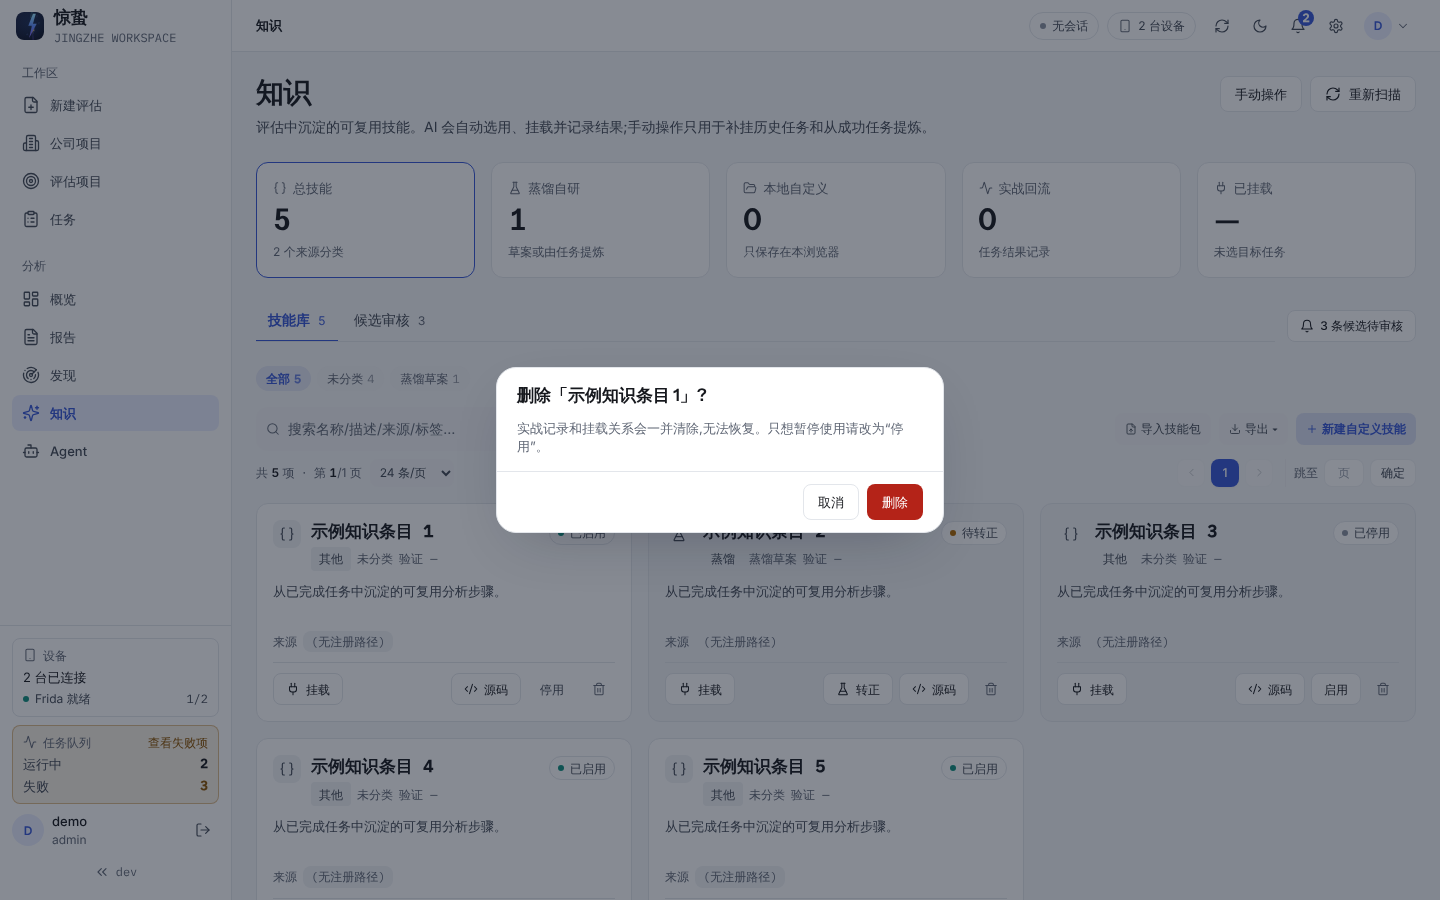 惊蛰
JINGZHE WORKSPACE
工作区
新建评估
公司项目
评估项目
任务
分析
概览
报告
发现
知识
Agent
设备
2 台已连接
Frida 就绪 1/2
任务队列 查看失败项
运行中 2
失败 3
D demo
admin
dev
知识
无会话
2 台设备
2
D
知识
手动操作
重新扫描
评估中沉淀的可复用技能。AI 会自动选用、挂载并记录结果;手动操作只用于补挂历史任务和从成功任务提炼。
总技能
5
2 个来源分类
蒸馏自研
1
草案或由任务提炼
本地自定义
0
只保存在本浏览器
实战回流
0
任务结果记录
已挂载
—
未选目标任务
技能库 5
候选审核 3
3 条候选待审核
全部 5
未分类 4
蒸馏草案 1
搜索名称/描述/来源/标签...
导入技能包
导出
新建自定义技能
共 5 项 · 第 1/1 页
24 条/页
1
跳至
页
确定
删除「示例知识条目 1」?
实战记录和挂载关系会一并清除,无法恢复。只想暂停使用请改为“停
用”。
取消
删除
示例知识条目 1
已启用
其他 未分类 验证 —
从已完成任务中沉淀的可复用分析步骤。
来源 (无注册路径)
挂载
源码
停用
示例知识条目 2
待转正
蒸馏 蒸馏草案 验证 —
从已完成任务中沉淀的可复用分析步骤。
来源 (无注册路径)
挂载
转正
源码
示例知识条目 3
已停用
其他 未分类 验证 —
从已完成任务中沉淀的可复用分析步骤。
来源 (无注册路径)
挂载
源码
启用
示例知识条目 4
已启用
其他 未分类 验证 —
从已完成任务中沉淀的可复用分析步骤。
来源 (无注册路径)
示例知识条目 5
已启用
其他 未分类 验证 —
从已完成任务中沉淀的可复用分析步骤。
来源 (无注册路径)